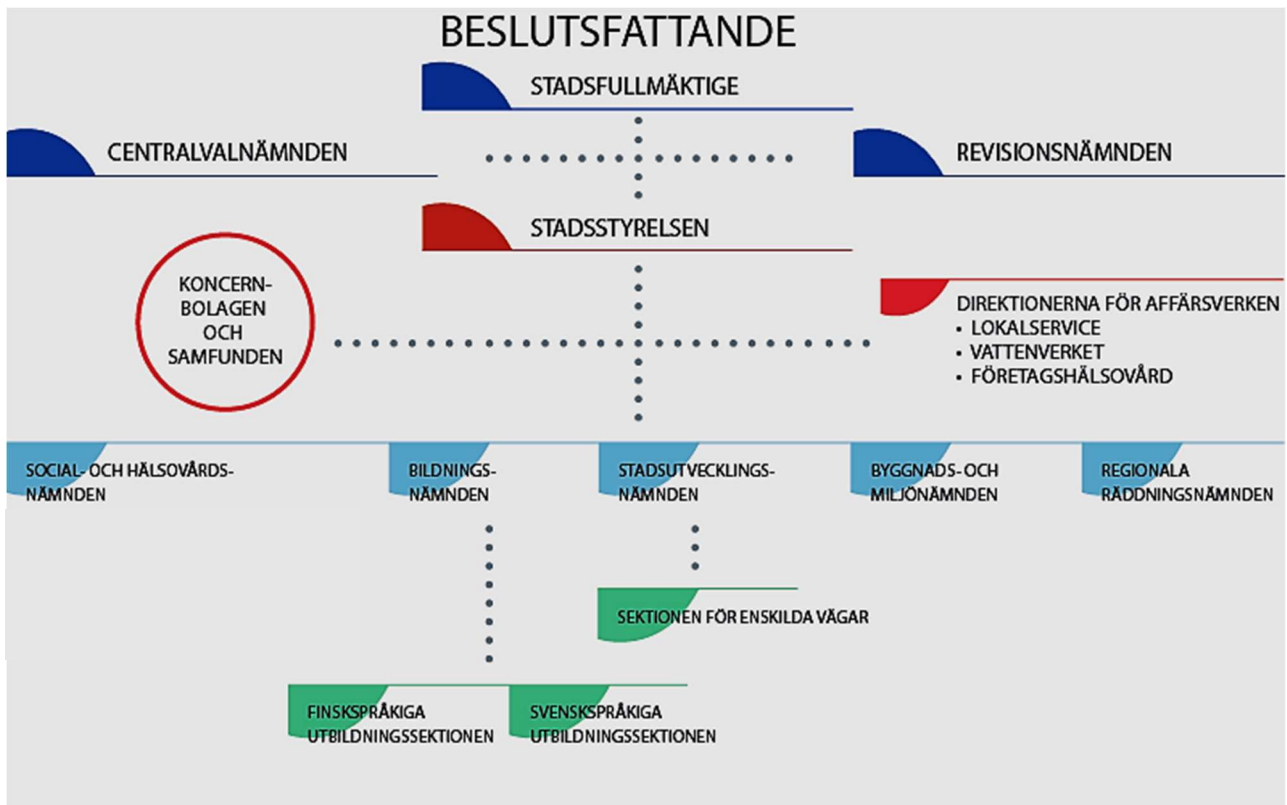 BESLUTSFATTANDE
STADSFULLMÄKTIGE
CENTRALVALNÄMNDEN
REVISIONSNÄMNDEN
STADSSTYRELSEN
KONCERN-
BOLAGEN
OCH
SAMFUNDEN
DIREKTIONERNA FÖR AFFÄRSVERKEN
• LOKALSERVICE
• VATTENVERKET
• FÖRETAGSHÄLSOVÅRD
SOCIAL- OCH HÄLSOVÅRDS-
NÄMNDEN
BILDNINGS-
NÄMNDEN
STADSUTVECKLINGS-
NÄMNDEN
BYGGNADS- OCH
MILJÖNÄMNDEN
REGIONALA
RÄDDNINGSNÄMNDEN
SEKTIONEN FÖR ENSKILDA VÄGAR
FINSKSPRÅKIGA
UTBILDNINGSSEKTIONEN
SVENSKSPRÅKIGA
UTBILDNINGSSEKTIONEN